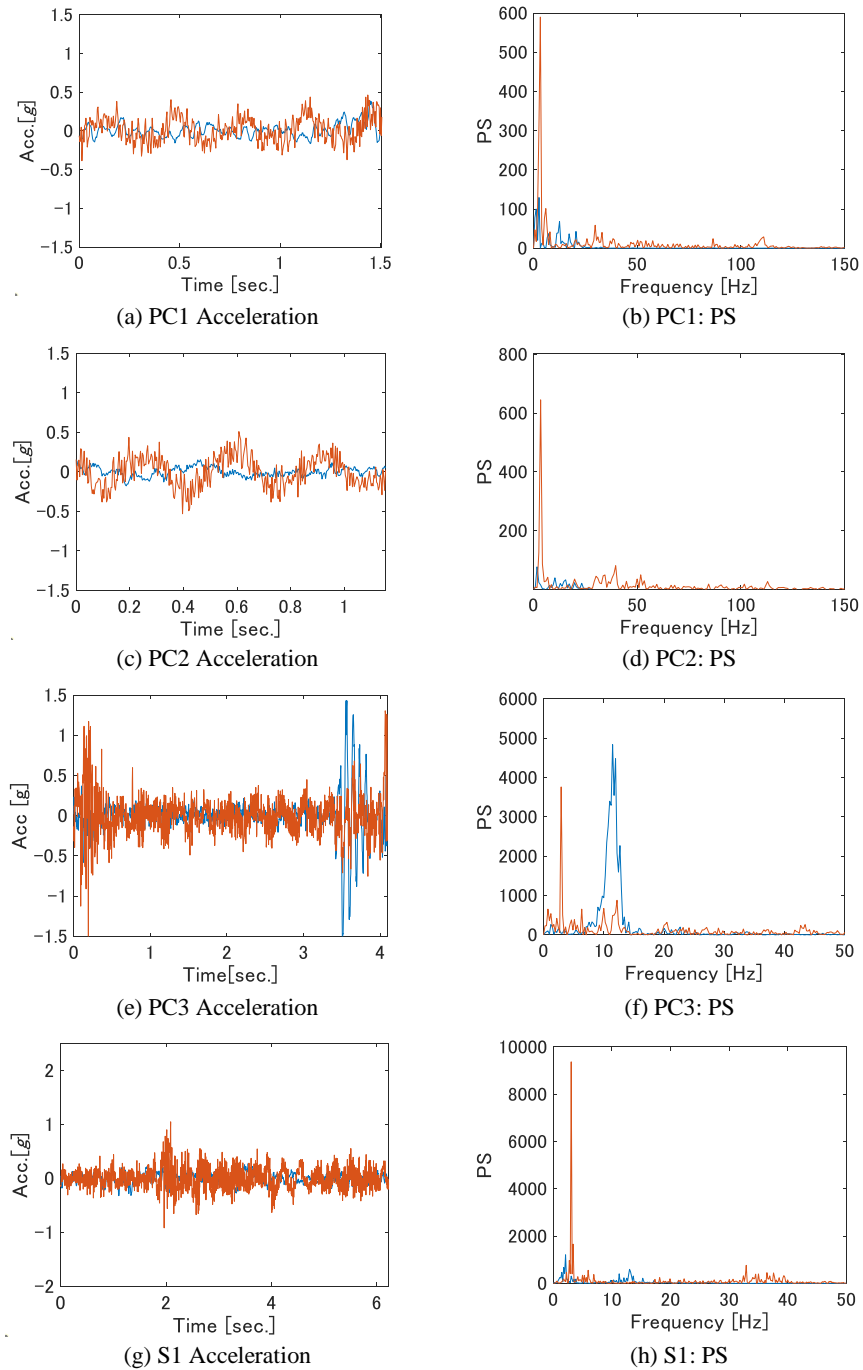 1.5
1
0.5
0
−0.5
−1
−1.5
Acc.[g]
0 0.5 1 1.5
Time [sec.]
(a) PC1 Acceleration
600
500
400
300
200
100
0
PS
0 50 100 150
Frequency [Hz]
(b) PC1: PS
1.5
1
0.5
0
−0.5
−1
−1.5
Acc.[g]
0 0.2 0.4 0.6 0.8 1
Time [sec.]
(c) PC2 Acceleration
800
600
400
200
PS
0 50 100 150
Frequency [Hz]
(d) PC2: PS
1.5
1
0.5
0
−0.5
−1
−1.5
Acc [g]
0 1 2 3 4
Time[sec.]
(e) PC3 Acceleration
6000
5000
4000
3000
2000
1000
0
PS
0 10 20 30 40 50
Frequency [Hz]
(f) PC3: PS
2
1
0
−1
−2
Acc.[g]
0 2 4 6
Time [sec.]
(g) S1 Acceleration
10000
8000
6000
4000
2000
0
PS
0 10 20 30 40 50
Frequency [Hz]
(h) S1: PS